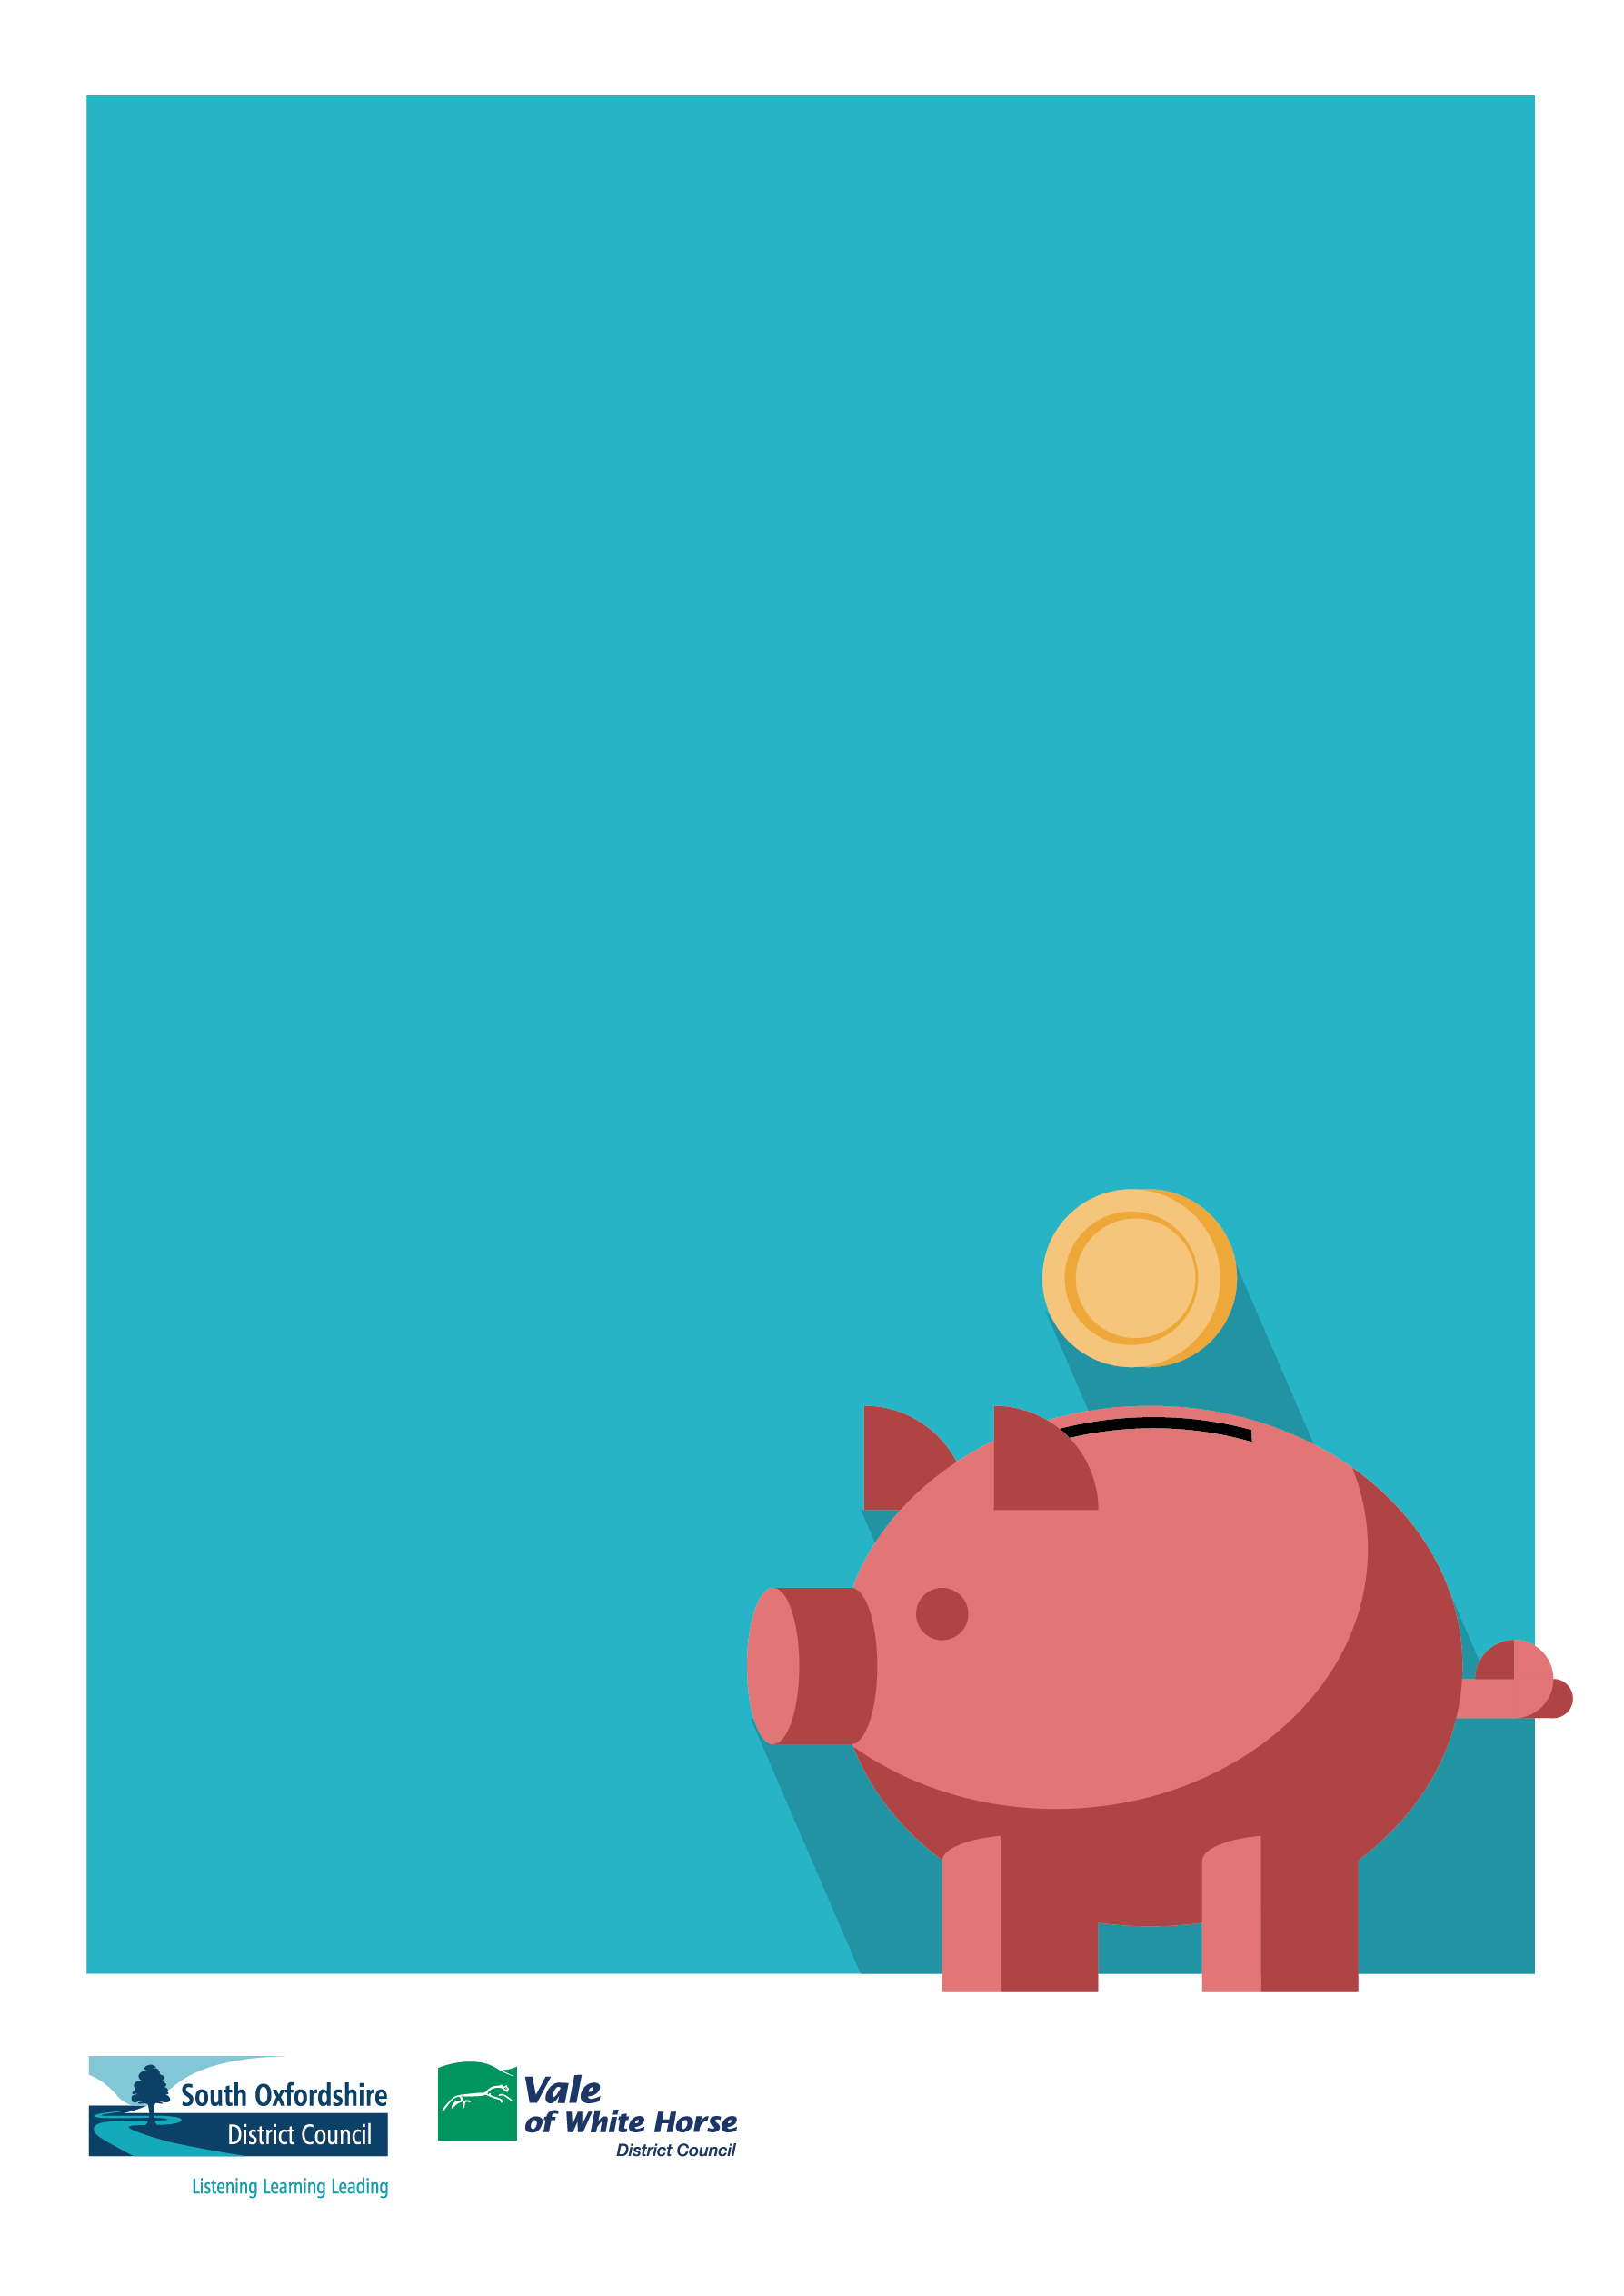 South Oxfordshire
District Council
Listening Learning Leading
Vale
of White Horse
District Council